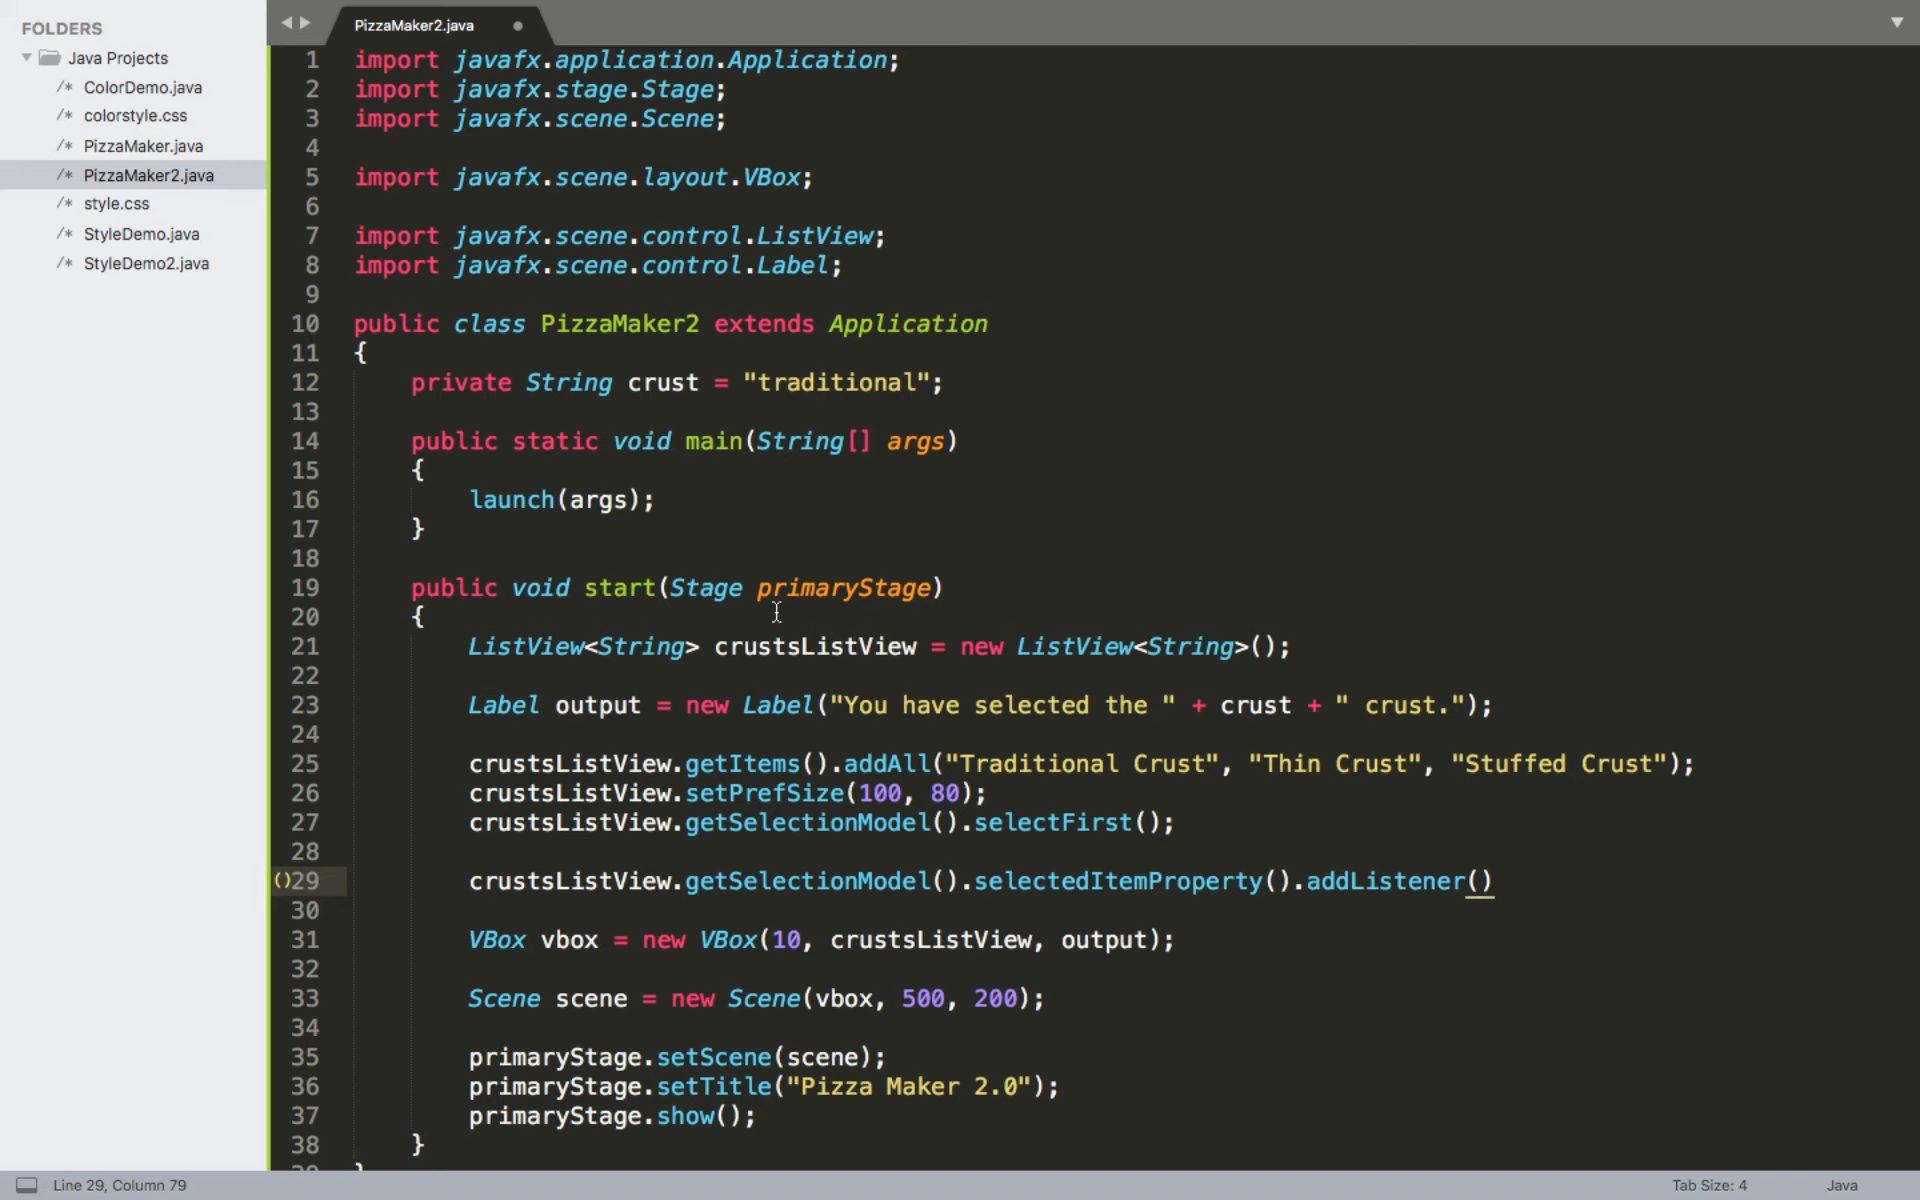 FOLDERS
Java Projects
/* ColorDemo.java
/* colorstyle.css
/* PizzaMaker.java
/* PizzaMaker2.java
/* style.css
/* StyleDemo.java
/* StyleDemo2.java
PizzaMaker2.java
1 import javafx.application.Application;
2 import javafx.stage.Stage;
3 import javafx.scene.Scene;
4
5 import javafx.scene.layout.VBox;
6
7 import javafx.scene.control.ListView;
8 import javafx.scene.control.Label;
9
10 public class PizzaMaker2 extends Application
11 {
12 private String crust = "traditional";
13
14 public static void main(String[] args)
15 {
16 launch(args);
17 }
18
19 public void start(Stage primaryStage)
20 {
21 ListView<String> crustsListView = new ListView<String>();
22
23 Label output = new Label("You have selected the " + crust + " crust.");
24
25 crustsListView.getItems().addAll("Traditional Crust", "Thin Crust", "Stuffed Crust");
26 crustsListView.setPrefSize(100, 80);
27 crustsListView.getSelectionModel().selectFirst();
28
()29 crustsListView.getSelectionModel().selectedItemProperty().addListener()
30
31 VBox vbox = new VBox(10, crustsListView, output);
32
33 Scene scene = new Scene(vbox, 500, 200);
34
35 primaryStage.setScene(scene);
36 primaryStage.setTitle("Pizza Maker 2.0");
37 primaryStage.show();
38 }
Line 29, Column 79
Tab Size: 4
Java